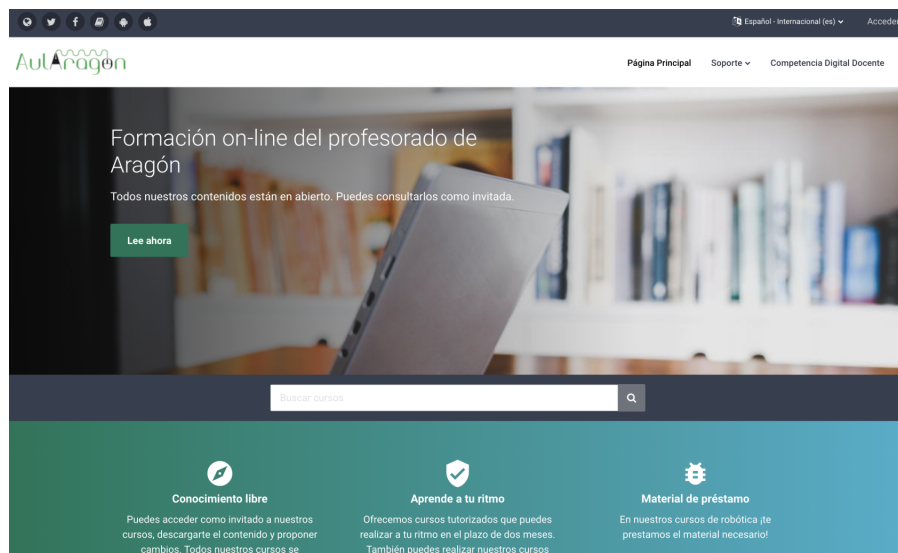 Español - Internacional (es)
Acceder
AulAragón
Página Principal
Soporte
Competencia Digital Docente
Formación on-line del profesorado de
Aragón
Todos nuestros contenidos están en abierto. Puedes consultarlos como invitada.
Lee ahora
Buscar cursos
Conocimiento libre
Puedes acceder como invitado a nuestros
cursos, descargarte el contenido y proponer
cambios. Todos nuestros cursos se
Aprende a tu ritmo
Ofrecemos cursos tutorizados que puedes
realizar a tu ritmo en el plazo de dos meses.
También puedes realizar nuestros cursos
Material de préstamo
En nuestros cursos de robótica ¡te
prestamos el material necesario!